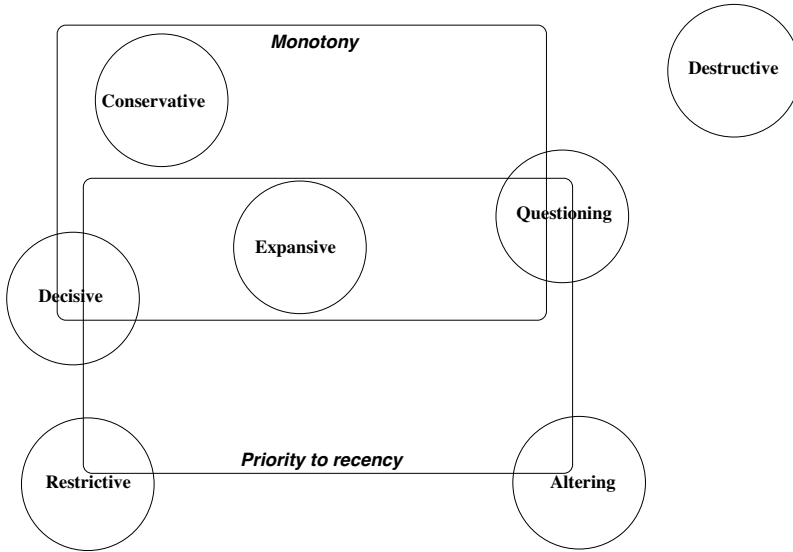 Monotony
Destructive
Conservative
Questioning
Expansive
Decisive
Priority to recency
Restrictive
Altering